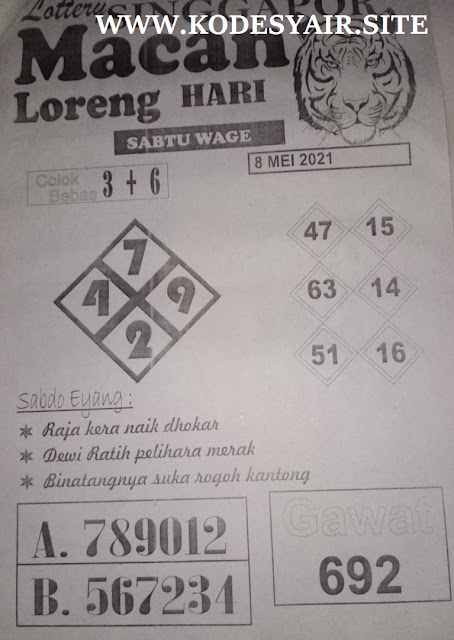 Lottery SINGGAPOR
WWW.KODESYAIR.SITE
Macan
Loreng HARI
SABTU WAGE
8 MEI 2021
Colok Bebas 3 + 6
7
4 9
2
47 15
63 14
51 16
Sabdo Eyang :
Raja kera naik dhokar
Dewi Ratih pelihara merak
Binatangnya suka rogoh kantong
A. 789012
B. 567234
Gawat
692